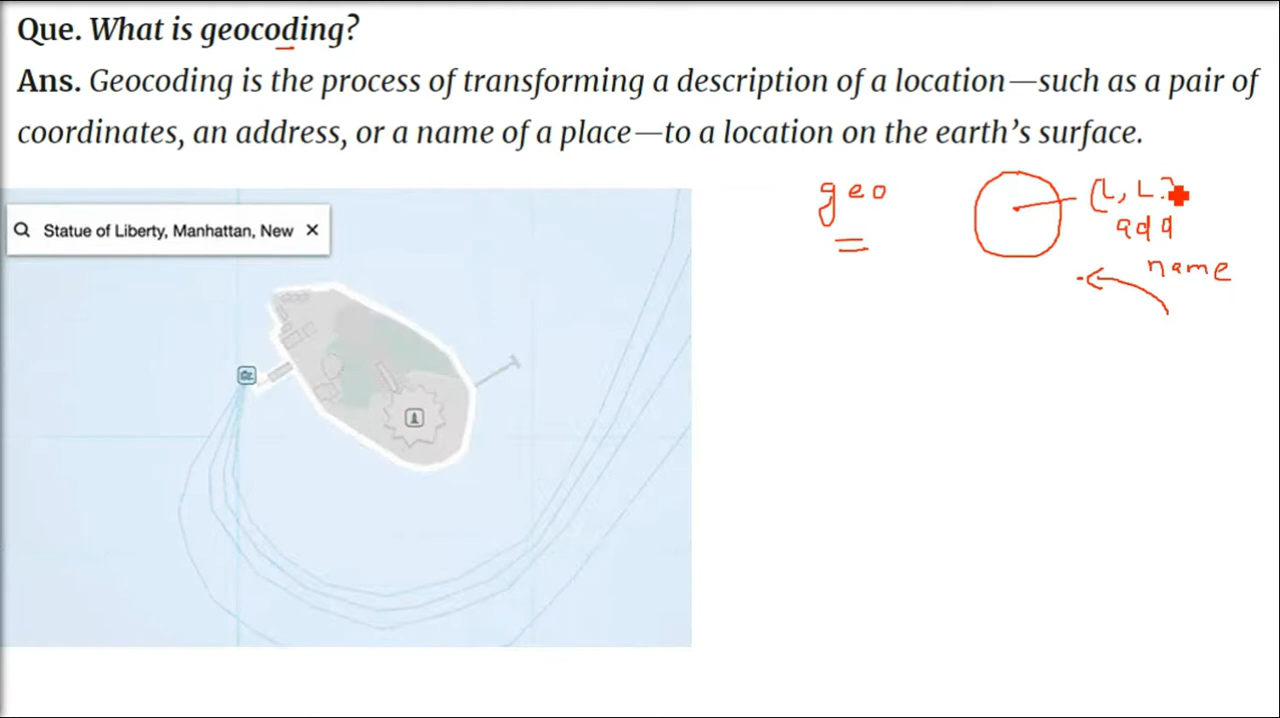 Que. What is geocoding?
Ans. Geocoding is the process of transforming a description of a location—such as a pair of
coordinates, an address, or a name of a place—to a location on the earth's surface.
Statue of Liberty, Manhattan, New
geo
(L, L)
add
name